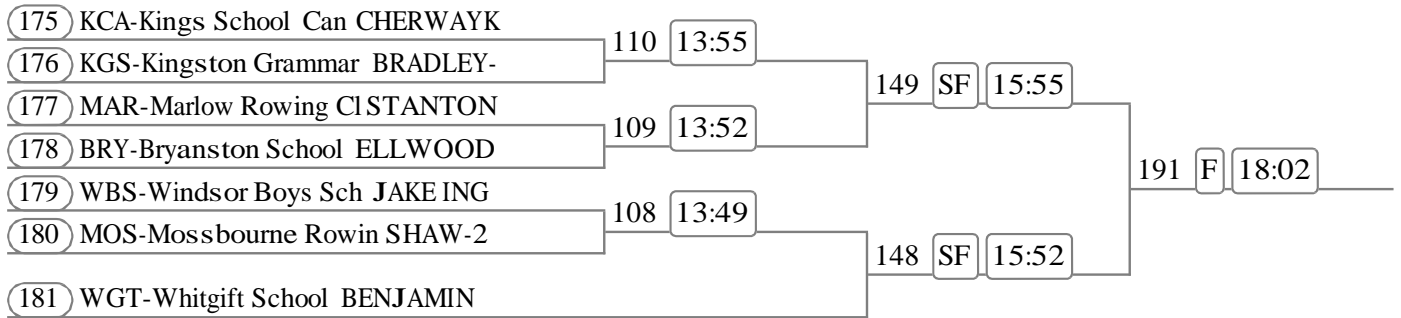 175 KCA-Kings School Can CHERWAYK
110 13:55
176 KGS-Kingston Grammar BRADLEY-
149 SF 15:55
177 MAR-Marlow Rowing Cl STANTON
109 13:52
178 BRY-Bryanston School ELLWOOD
191 F 18:02
179 WBS-Windsor Boys Sch JAKE ING
108 13:49
180 MOS-Mossbourne Rowin SHAW-2
148 SF 15:52
181 WGT-Whitgift School BENJAMIN